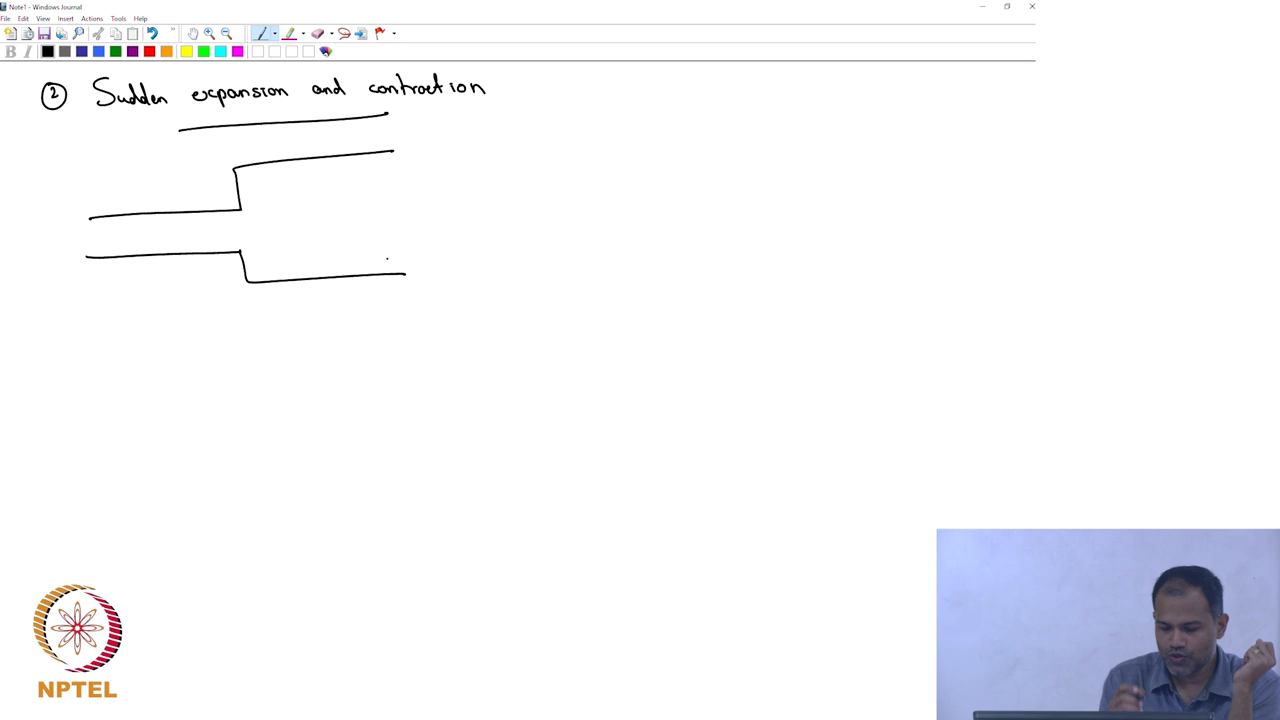 Note1 - Windows Journal
File Edit View Insert Actions Tools Help
B I
2 Sudden expansion and contraction
NPTEL